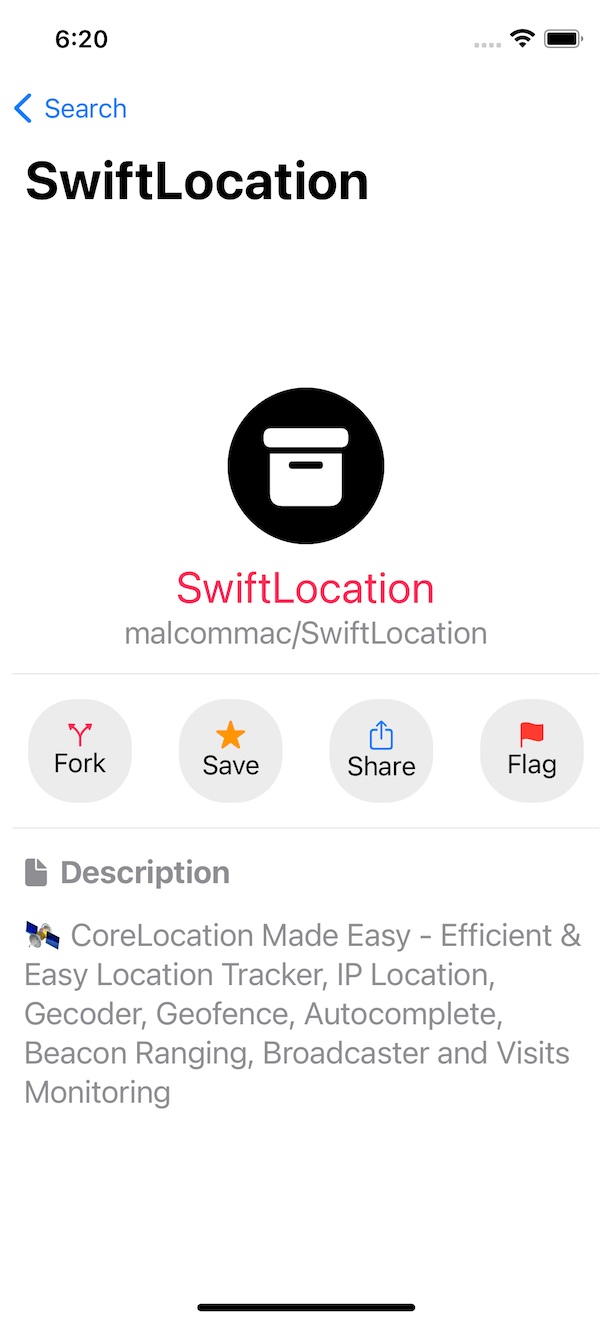 6:20
Search
SwiftLocation
SwiftLocation
malcommac/SwiftLocation
Fork
Save
Share
Flag
Description
🛰 CoreLocation Made Easy - Efficient &
Easy Location Tracker, IP Location,
Gecoder, Geofence, Autocomplete,
Beacon Ranging, Broadcaster and Visits
Monitoring